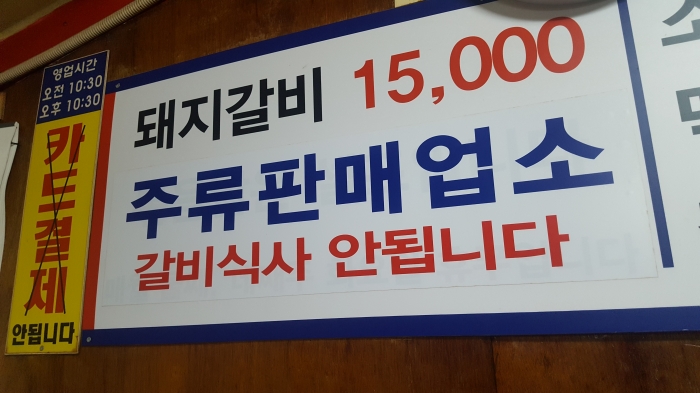 영업시간
오전 10:30
오후 10:30
카드결제
안됩니다
돼지갈비 15,000
주류판매업소
갈비식사 안됩니다